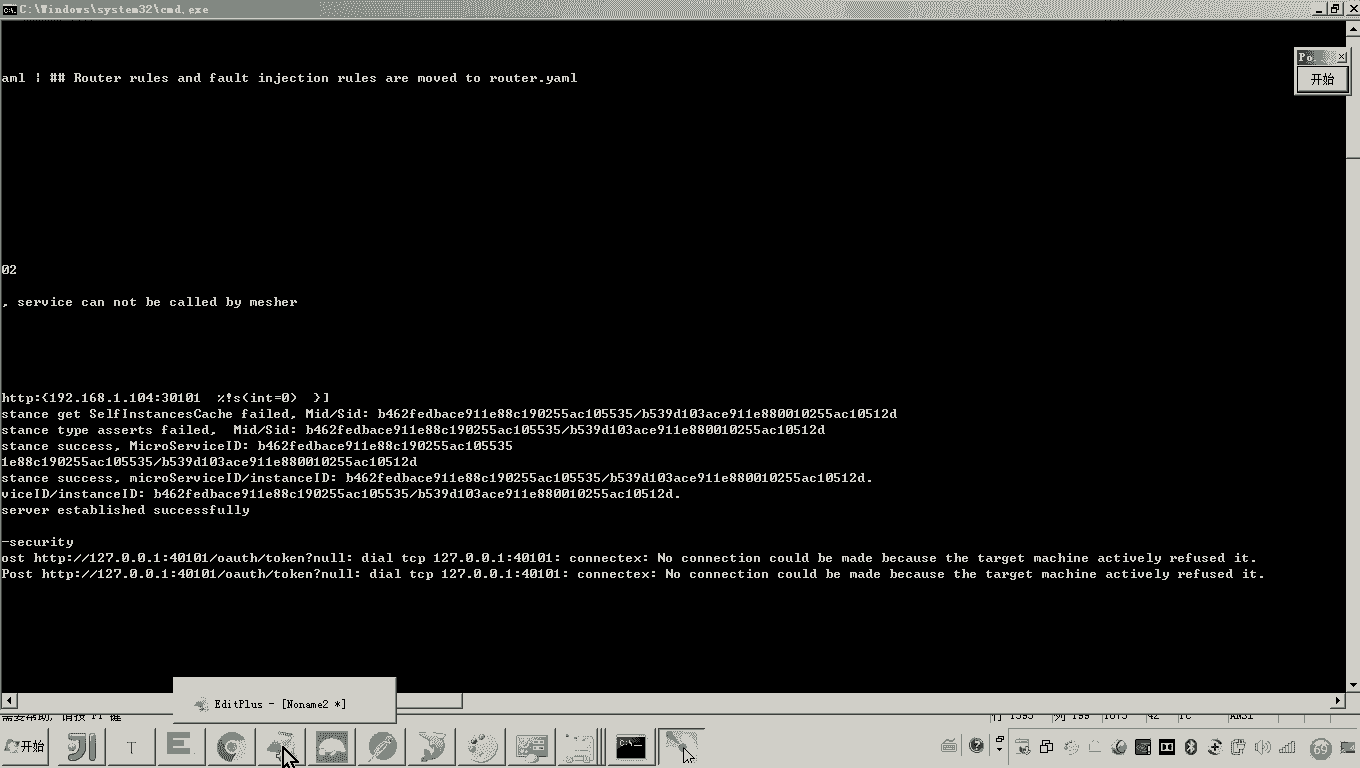 C:\Windows\system32\cmd.exe
aml | ## Router rules and fault injection rules are moved to router.yaml
Po
开始
02
, service can not be called by mesher
http:{192.168.1.104:30101  %!s(int=0)  }]
stance get SelfInstancesCache failed, Mid/Sid: b462fedbace911e88c190255ac105535/b539d103ace911e880010255ac10512d
stance type asserts failed,  Mid/Sid: b462fedbace911e88c190255ac105535/b539d103ace911e880010255ac10512d
stance success, MicroServiceID: b462fedbace911e88c190255ac105535
1e88c190255ac105535/b539d103ace911e880010255ac10512d
stance success, microServiceID/instanceID: b462fedbace911e88c190255ac105535/b539d103ace911e880010255ac10512d.
viceID/instanceID: b462fedbace911e88c190255ac105535/b539d103ace911e880010255ac10512d.
server established successfully
-security
ost http://127.0.0.1:40101/oauth/token?null: dial tcp 127.0.0.1:40101: connectex: No connection could be made because the target machine actively refused it.
Post http://127.0.0.1:40101/oauth/token?null: dial tcp 127.0.0.1:40101: connectex: No connection could be made because the target machine actively refused it.
EditPlus - [Noname2 *]
需要帮助, 请按 F1 键
开始
T
69